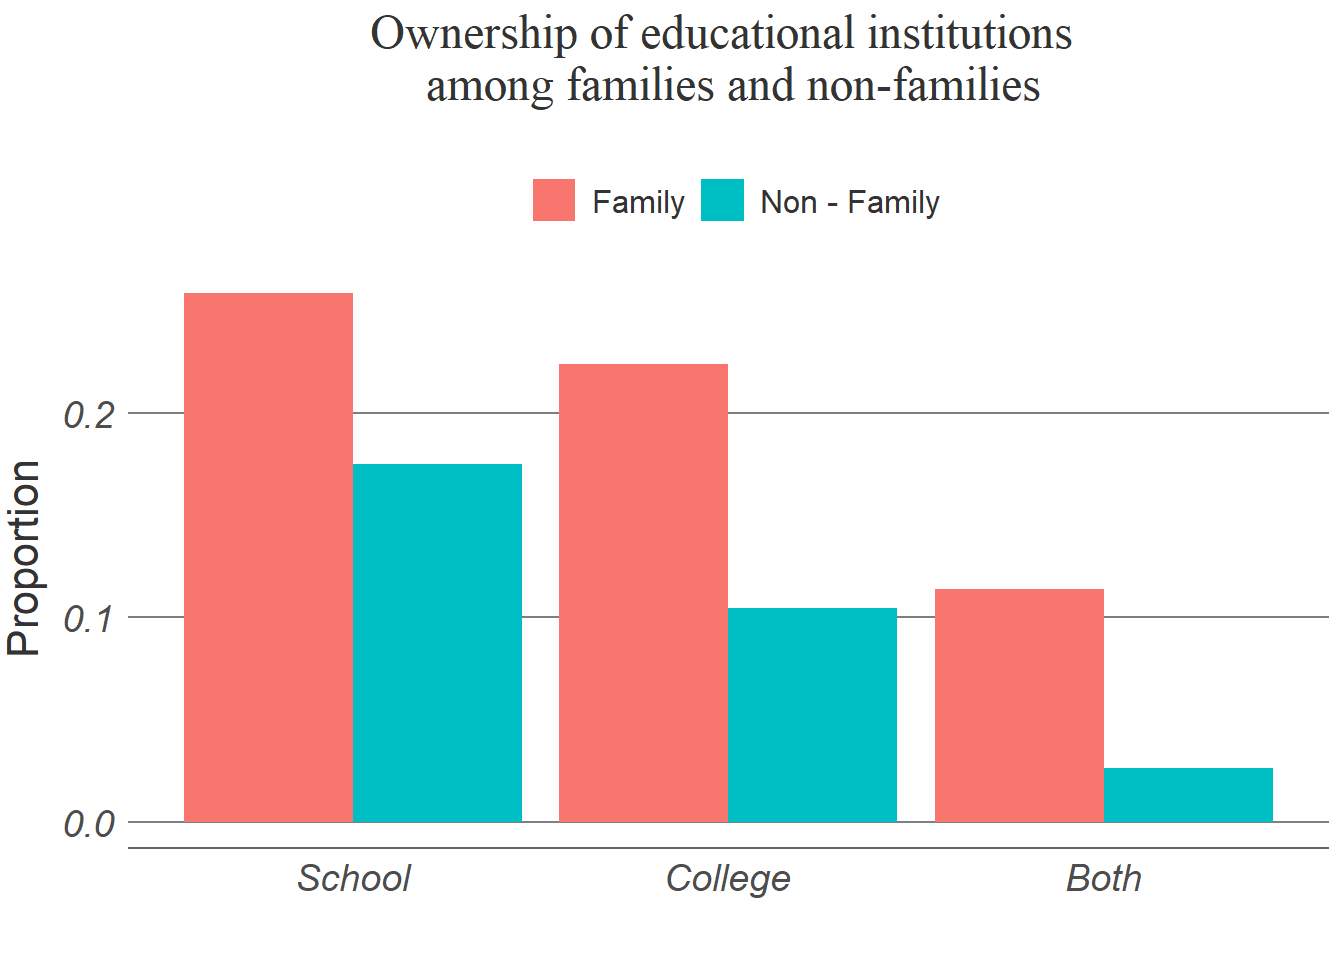 Ownership of educational institutions
among families and non-families
Family
Non - Family
Proportion
0.2
0.1
0.0
School
College
Both